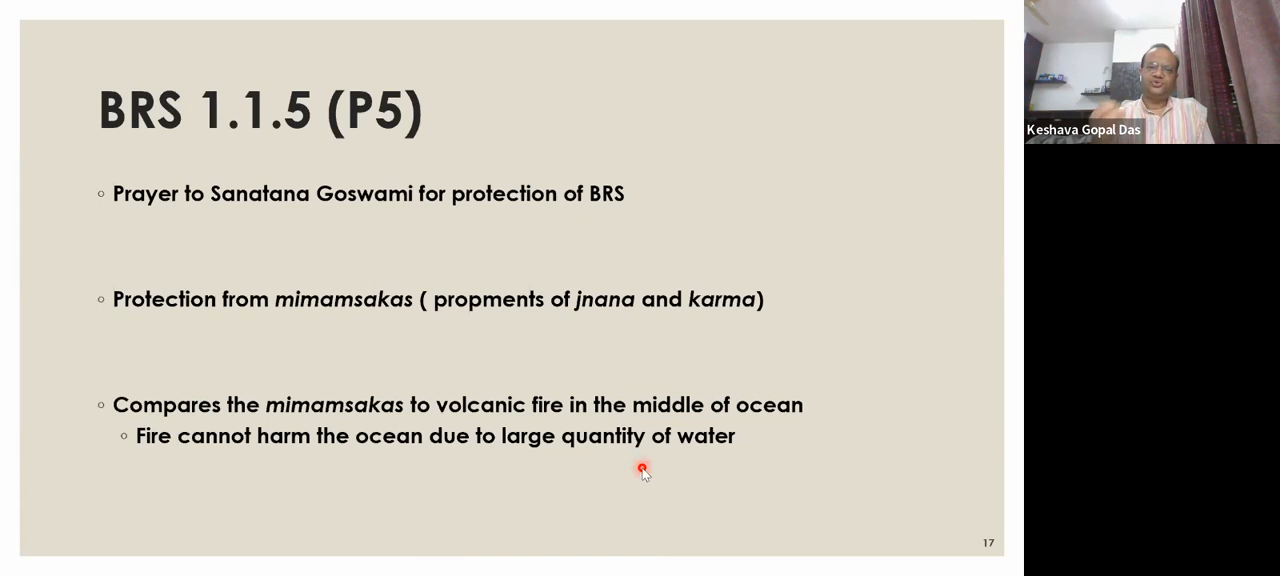 BRS 1.1.5 (P5)
Prayer to Sanatana Goswami for protection of BRS
Protection from mimamsakas ( propments of jnana and karma)
Compares the mimamsakas to volcanic fire in the middle of ocean
Fire cannot harm the ocean due to large quantity of water
17
Keshava Gopal Das